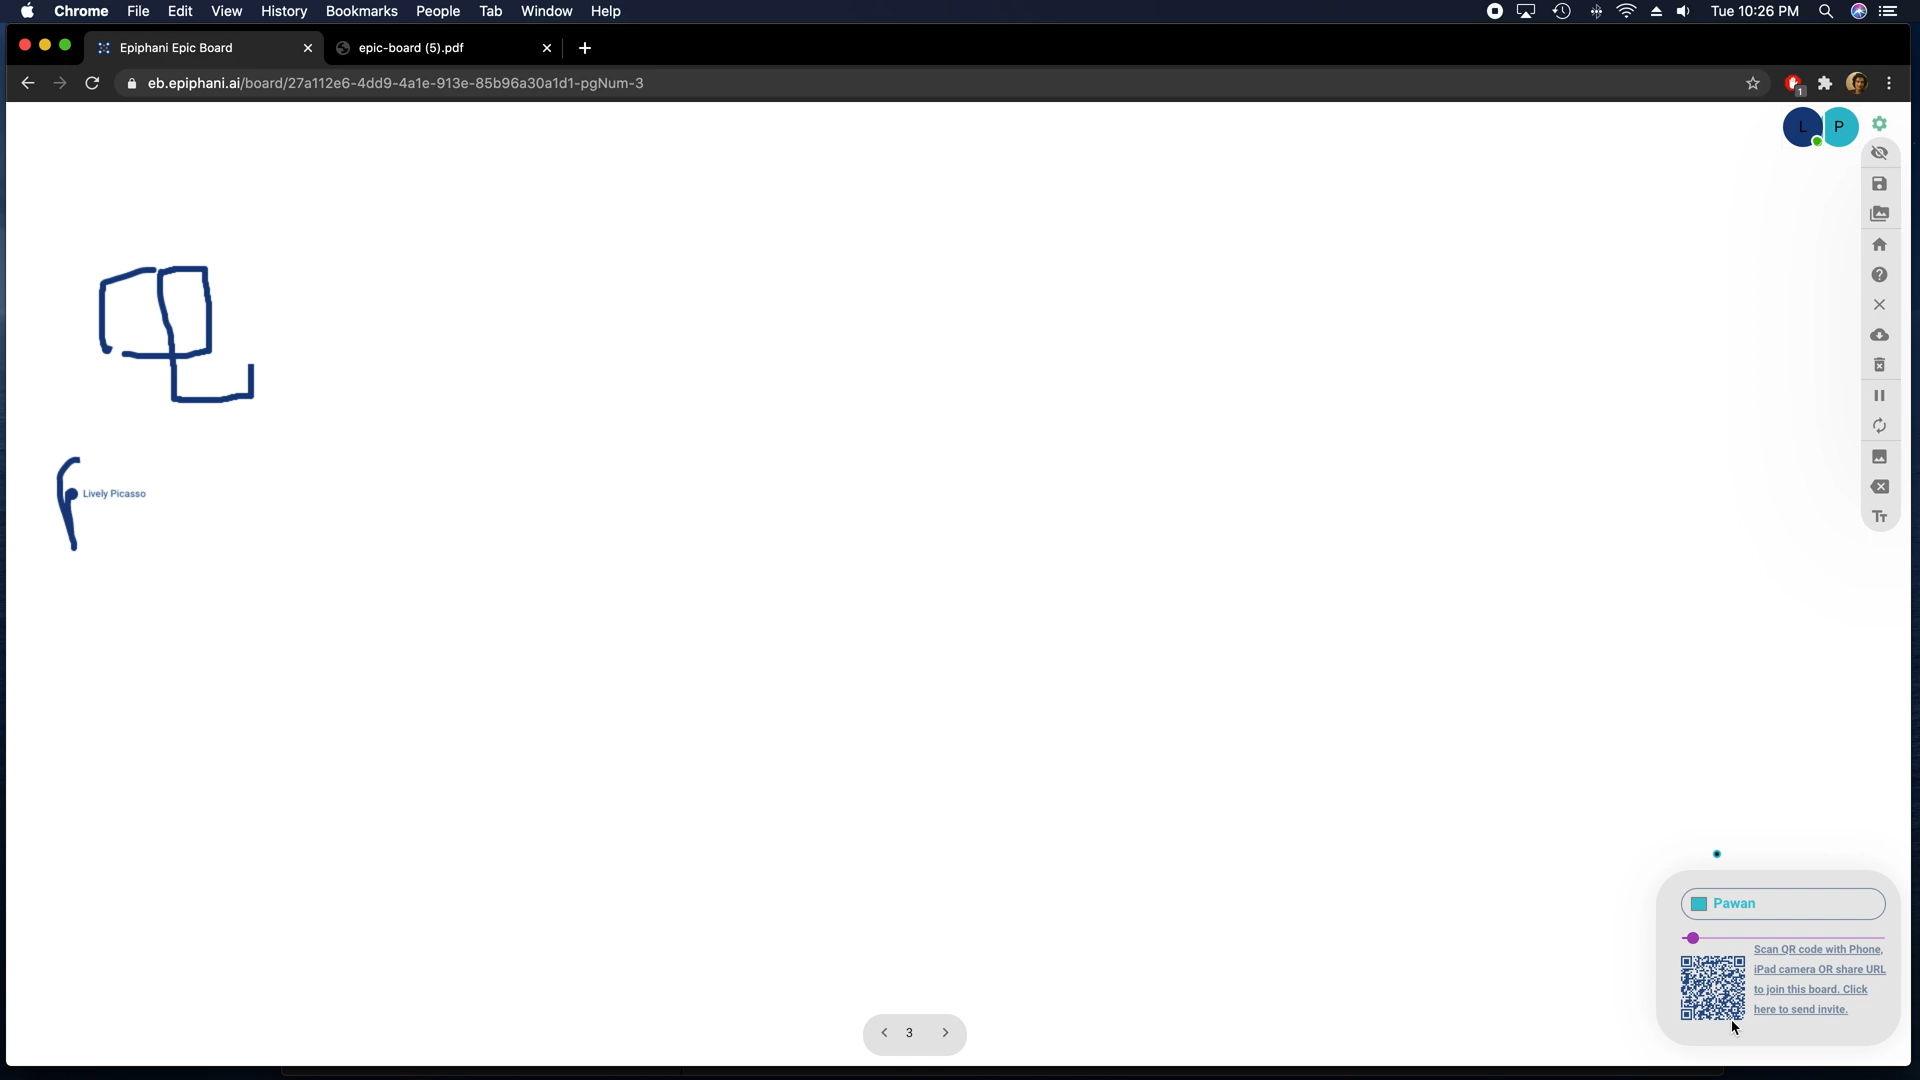 Chrome File Edit View History Bookmarks People Tab Window Help Tue 10:26 PM
Epiphani Epic Board epic-board (5).pdf
eb.epiphani.ai/board/27a112e6-4dd9-4a1e-913e-85b96a30a1d1-pgNum-3 1
L P
Tт
Lively Picasso
Pawan
Scan QR code with Phone,
iPad camera OR share URL
to join this board. Click
here to send invite.
3